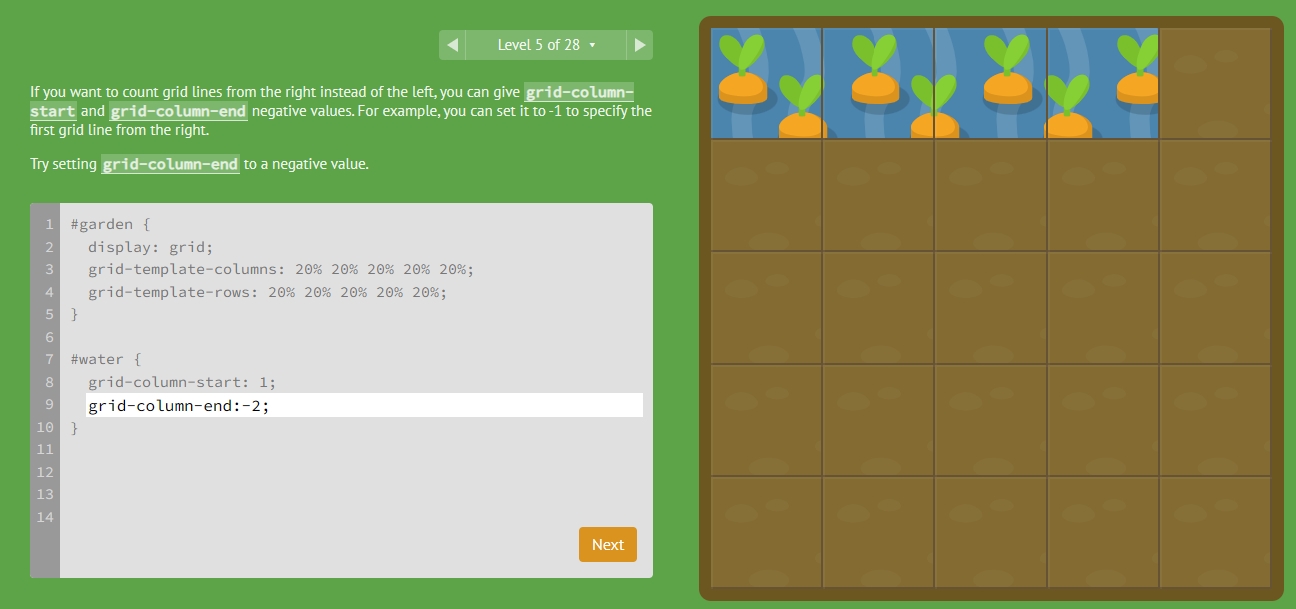 Level 5 of 28
If you want to count grid lines from the right instead of the left, you can give grid-column-
start and grid-column-end negative values. For example, you can set it to -1 to specify the
first grid line from the right.
Try setting grid-column-end to a negative value.
1 #garden {
2 display: grid;
3 grid-template-columns: 20% 20% 20% 20% 20%;
4 grid-template-rows: 20% 20% 20% 20% 20%;
5 }
6
7 #water {
8 grid-column-start: 1;
9 grid-column-end:-2;
10 }
11
12
13
14
Next